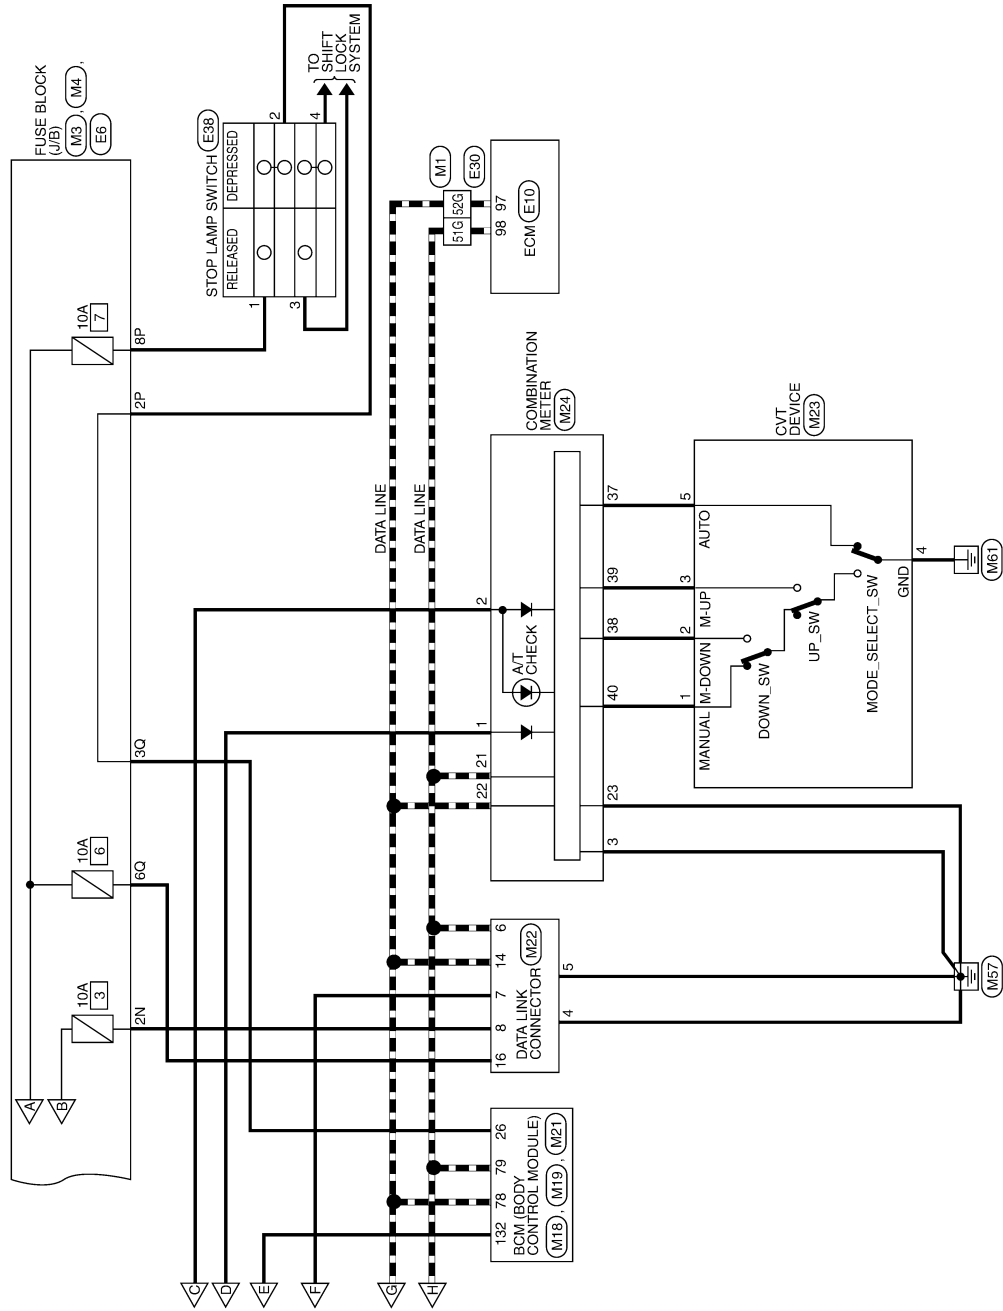 FUSE BLOCK
(J/B)
M3 , M4 ,
E6
10A
7
8P
2P
3Q
10A
6
6Q
10A
3
2N
A
B
STOP LAMP SWITCH E38
RELEASED
DEPRESSED
1
3
2
4
TO
SHIFT
LOCK
SYSTEM
DATA LINE
DATA LINE
M1
E30
52G
51G
97
98
ECM E10
COMBINATION
METER
M24
2
1
21
22
A/T
CHECK
37
39
38
40
23
3
CVT
DEVICE
M23
5
3
2
1
AUTO
M-UP
M-DOWN
MANUAL
DOWN_SW
UP_SW
MODE_SELECT_SW
GND
4
M61
6
14
7
8
16
DATA LINK
CONNECTOR M22
5
4
M57
26
79
78
132
BCM (BODY
CONTROL MODULE)
M18 , M19 , M21
C
D
E
F
G
H